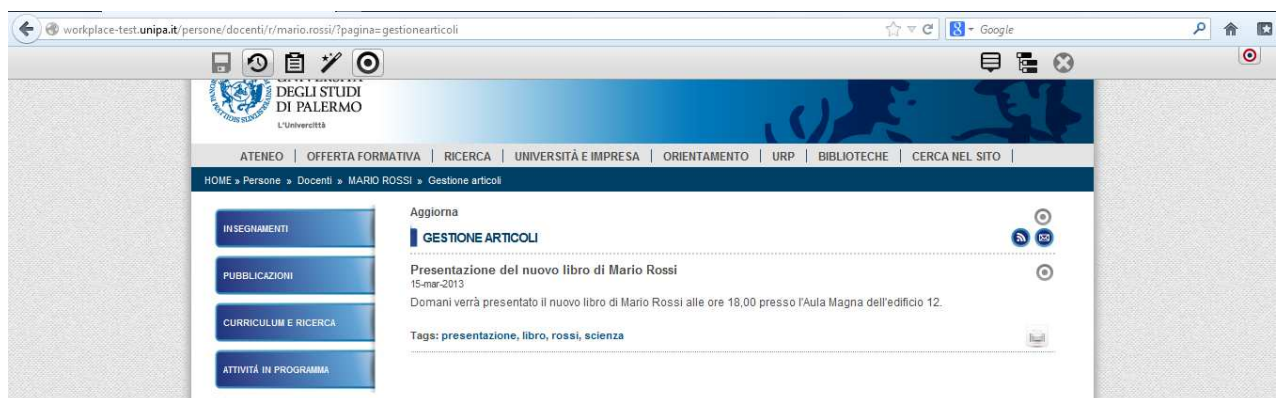 workplace-test.unipa.it/persone/docenti/r/mario.rossi/?pagina=gestionearticoli
Google
DEGLI STUDI
DI PALERMO
L'Univercittà
ATENEO | OFFERTA FORMATIVA | RICERCA | UNIVERSITÀ E IMPRESA | ORIENTAMENTO | URP | BIBLIOTECHE | CERCA NEL SITO |
HOME » Persone » Docenti » MARIO ROSSI » Gestione articoli
INSEGNAMENTI
PUBBLICAZIONI
CURRICULUM E RICERCA
ATTIVITÁ IN PROGRAMMA
Aggiorna
GESTIONE ARTICOLI
Presentazione del nuovo libro di Mario Rossi
15-mar-2013
Domani verrà presentato il nuovo libro di Mario Rossi alle ore 18,00 presso l'Aula Magna dell'edificio 12.
Tags: presentazione, libro, rossi, scienza